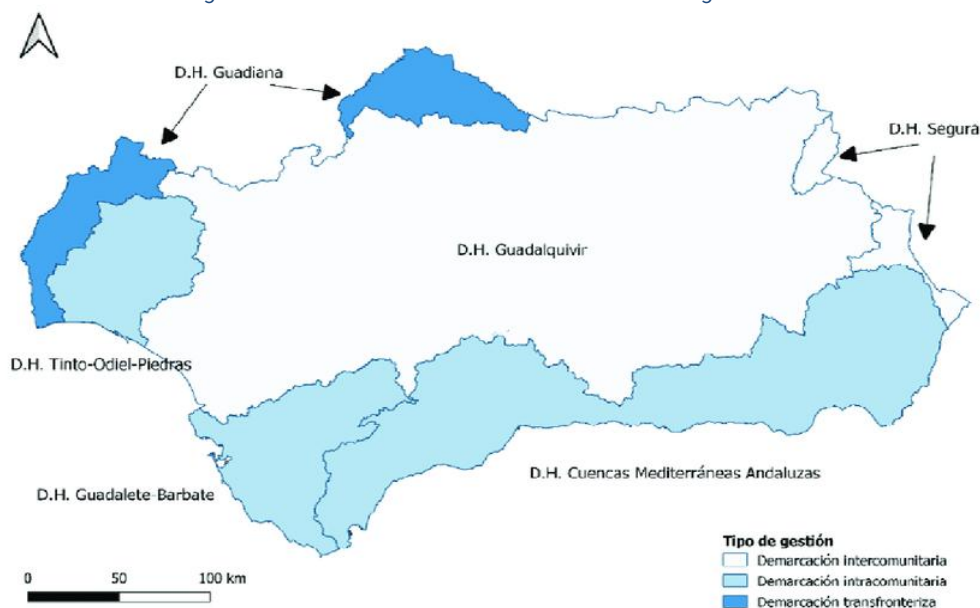 D.H. Guadiana
D.H. Segura
D.H. Guadalquivir
D.H. Tinto-Odiel-Piedras
D.H. Cuencas Mediterráneas Andaluzas
D.H. Guadalete-Barbate
Tipo de gestión
Demarcación intercomunitaria
Demarcación intracomunitaria
Demarcación transfronteriza
0 50 100 km